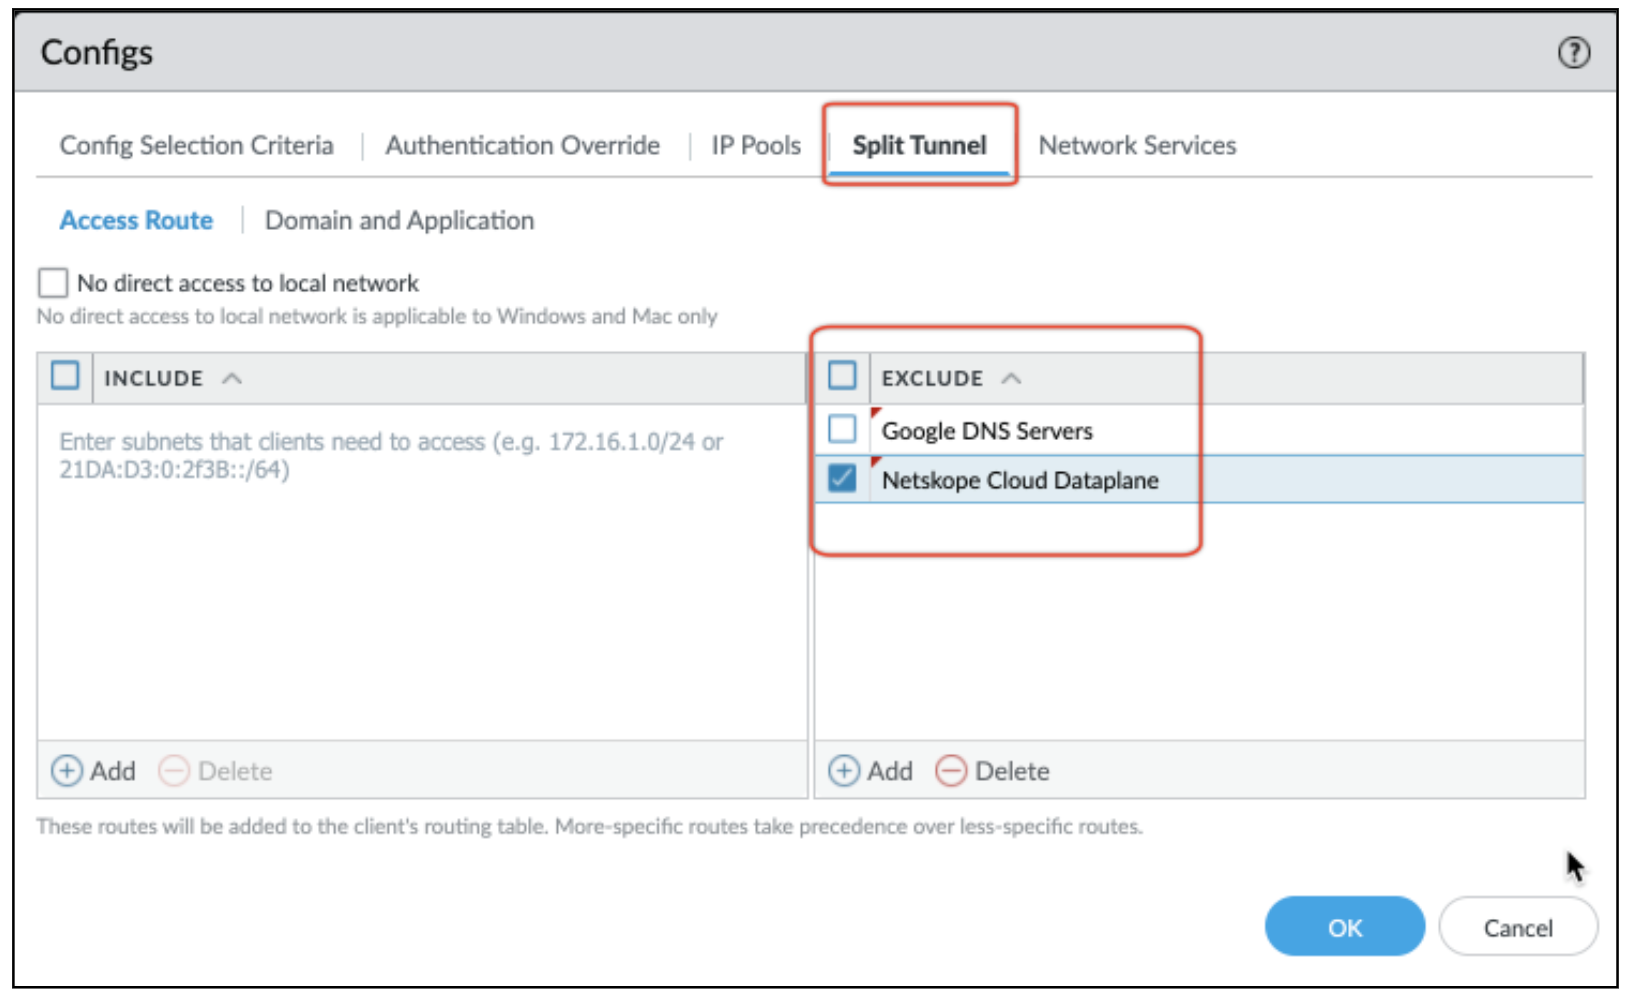 Configs
?
Config Selection Criteria
Authentication Override
IP Pools
Split Tunnel
Network Services
Access Route
Domain and Application
No direct access to local network
No direct access to local network is applicable to Windows and Mac only
INCLUDE
Enter subnets that clients need to access (e.g. 172.16.1.0/24 or
21DA:D3:0:2f3B::/64)
Add
Delete
EXCLUDE
Google DNS Servers
Netskope Cloud Dataplane
Add
Delete
These routes will be added to the client's routing table. More-specific routes take precedence over less-specific routes.
OK
Cancel